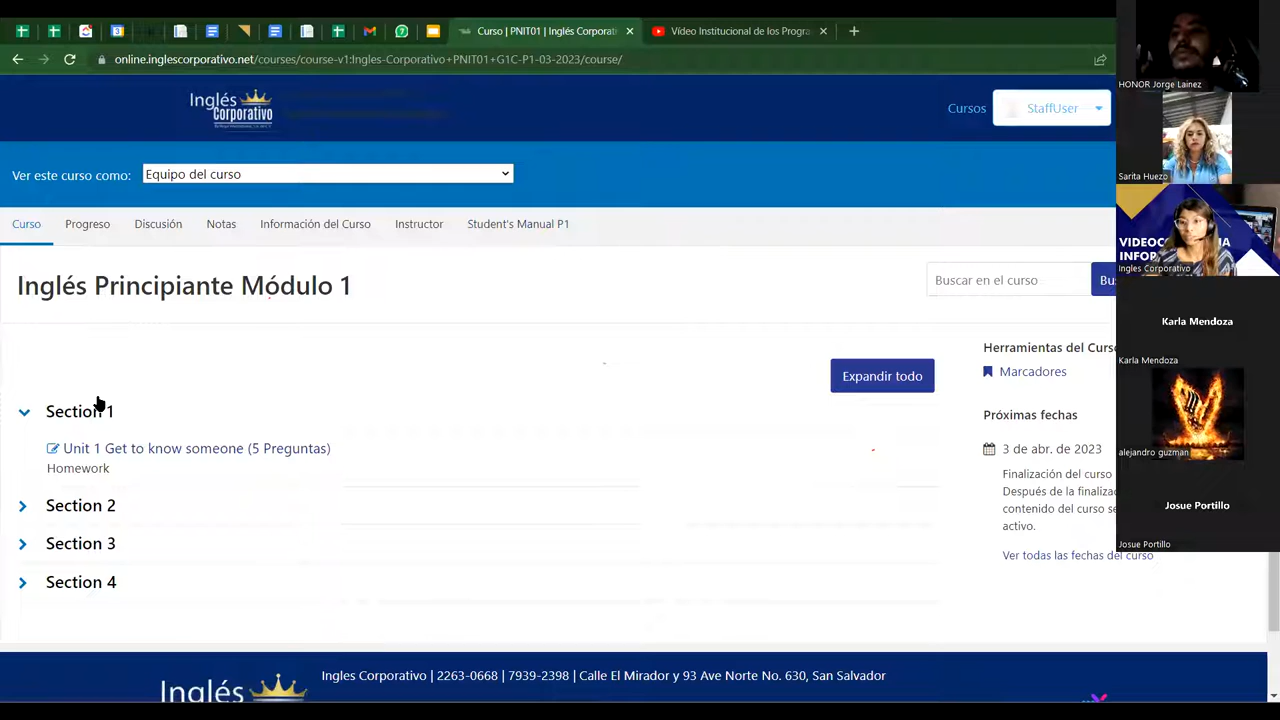 Curso | PNIT01 | Inglés Corporati
Vídeo Institucional de los Progra
online.inglescorporativo.net/courses/course-v1:Ingles-Corporativo+PNIT01+G1C-P1-03-2023/course/
Inglés
Corporativo
Cursos
StaffUser
Ver este curso como:
Equipo del curso
Curso
Progreso
Discusión
Notas
Información del Curso
Instructor
Student's Manual P1
Inglés Principiante Módulo 1
Buscar en el curso
Bu
Herramientas del Curs
Marcadores
Expandir todo
Próximas fechas
Section 1
Unit 1 Get to know someone (5 Preguntas)
Homework
3 de abr. de 2023
Finalización del curso
Después de la finaliza
contenido del curso se
activo.
Ver todas las fechas del curso
Section 2
Section 3
Section 4
Ingles Corporativo | 2263-0668 | 7939-2398 | Calle El Mirador y 93 Ave Norte No. 630, San Salvador
Inglés
HONOR Jorge Lainez
Sarita Huezo
VIDEOC
INFO
Ingles Corporativo
Karla Mendoza
Karla Mendoza
alejandro guzman
Josue Portillo
Josue Portillo